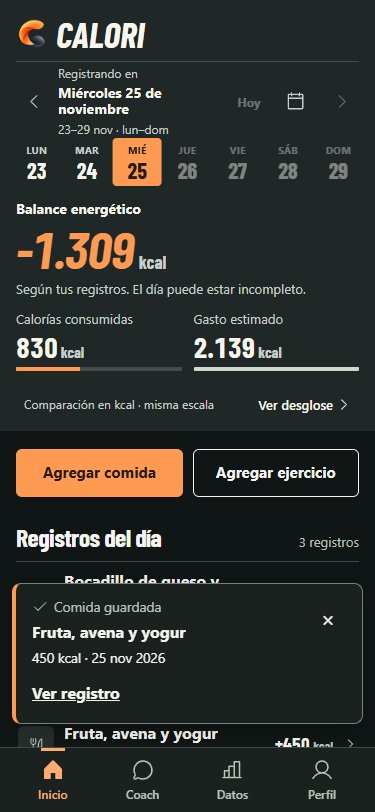 CALORI
Registrando en
Miércoles 25 de
noviembre
23–29 nov · lun–dom
Hoy
LUN MAR MIÉ JUE VIE SÁB DOM
23 24 25 26 27 28 29
Balance energético
-1.309 kcal
Según tus registros. El día puede estar incompleto.
Calorías consumidas Gasto estimado
830 kcal 2.139 kcal
Comparación en kcal · misma escala Ver desglose
Agregar comida Agregar ejercicio
Registros del día 3 registros
Bocadillo de queso y
Comida guardada
Fruta, avena y yogur
450 kcal · 25 nov 2026
Ver registro
Fruta, avena y yogur +450 kcal
Inicio Coach Datos Perfil